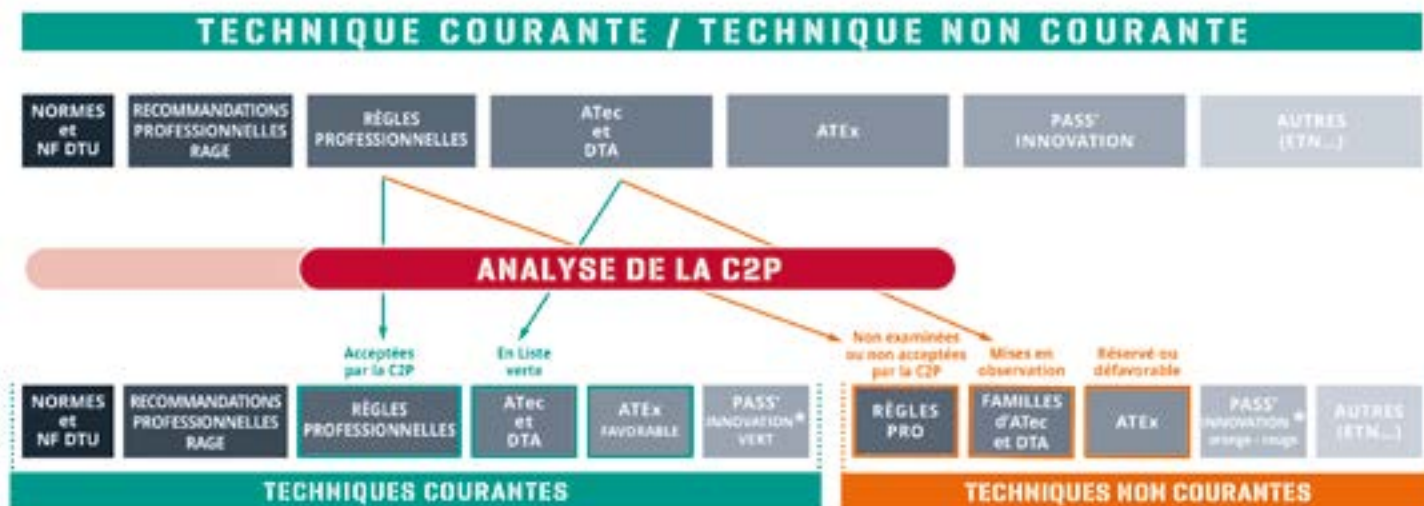 TECHNIQUE COURANTE / TECHNIQUE NON COURANTE
NORMES
et
NF DTU
RECOMMANDATIONS
PROFESSIONNELLES
RAGE
RÈGLES
PROFESSIONNELLES
ATec
et
DTA
ATEx
PASS'
INNOVATION
AUTRES
(ETN...)
ANALYSE DE LA C2P
Acceptées
par la C2P
En Liste
verte
Non examinées
ou non acceptées
par la C2P
Mises en
observation
Réservé ou
défavorable
NORMES
et
NF DTU
RECOMMANDATIONS
PROFESSIONNELLES
RAGE
RÈGLES
PROFESSIONNELLES
ATec
et
DTA
ATEx
FAVORABLE
PASS'
INNOVATION*
VERT
RÈGLES
PRO
FAMILLES
d'ATec
et DTA
ATEx
PASS'
INNOVATION*
orange - rouge
AUTRES
(ETN...)
TECHNIQUES COURANTES
TECHNIQUES NON COURANTES